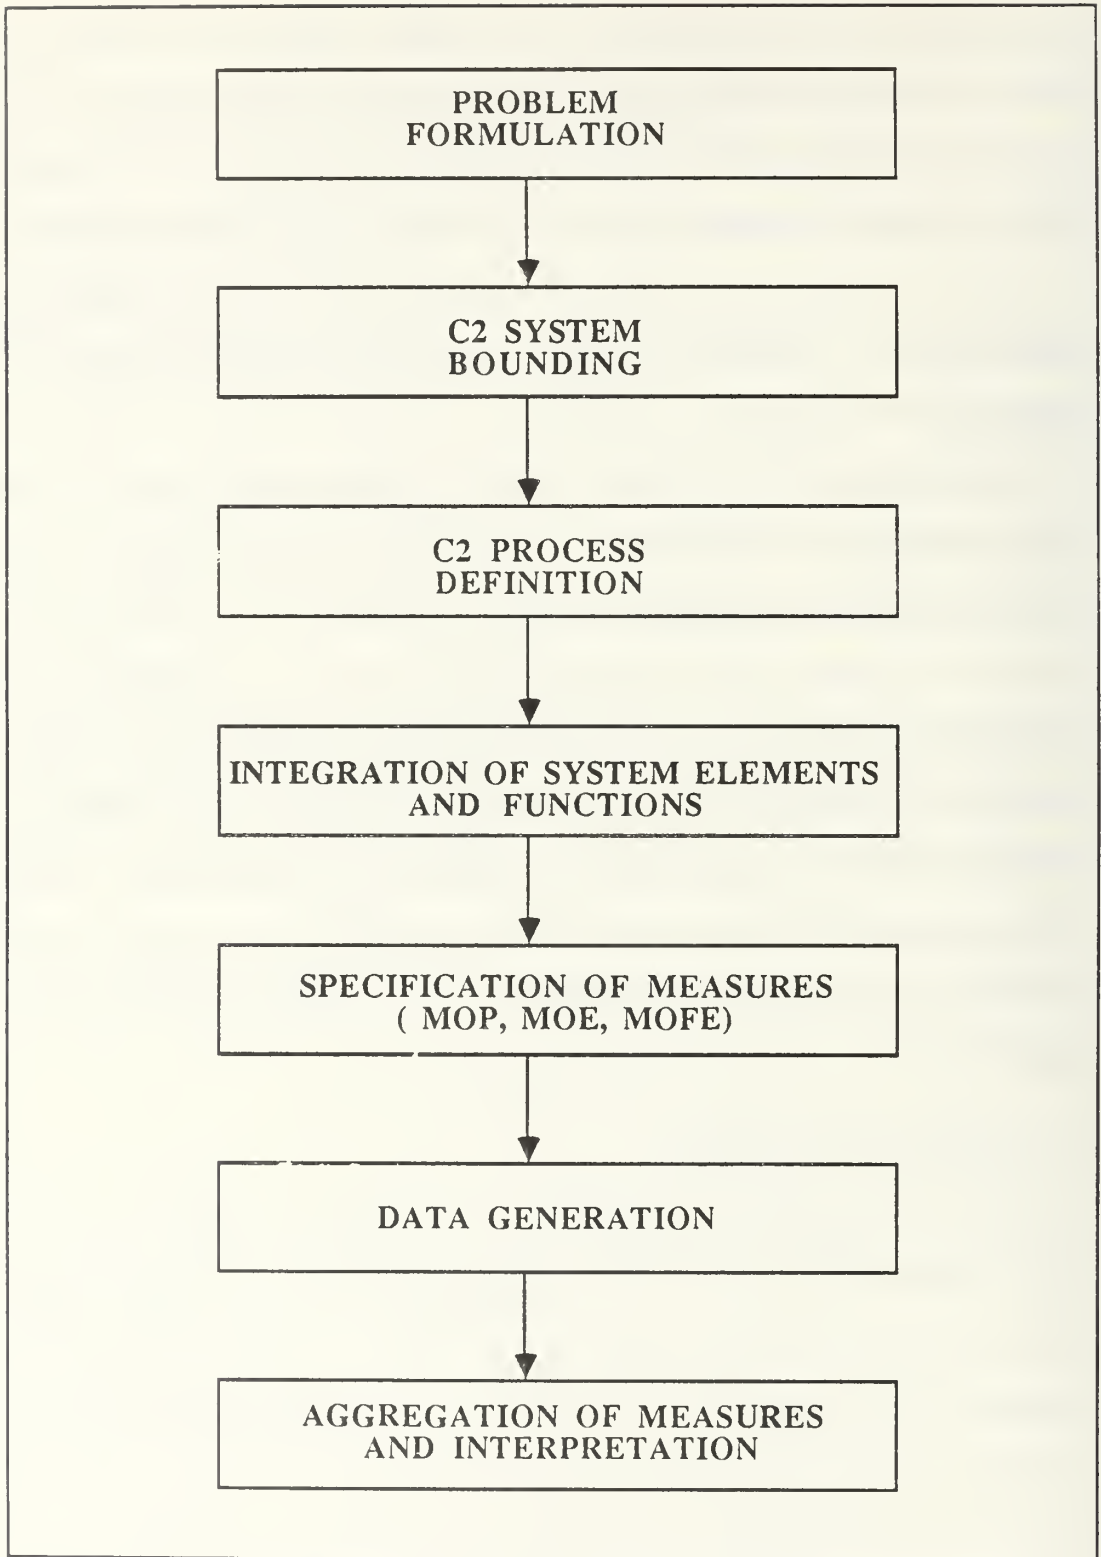 PROBLEM
FORMULATION
C2 SYSTEM
BOUNDING
C2 PROCESS
DEFINITION
INTEGRATION OF SYSTEM ELEMENTS
AND FUNCTIONS
SPECIFICATION OF MEASURES
( MOP, MOE, MOFE)
DATA GENERATION
AGGREGATION OF MEASURES
AND INTERPRETATION